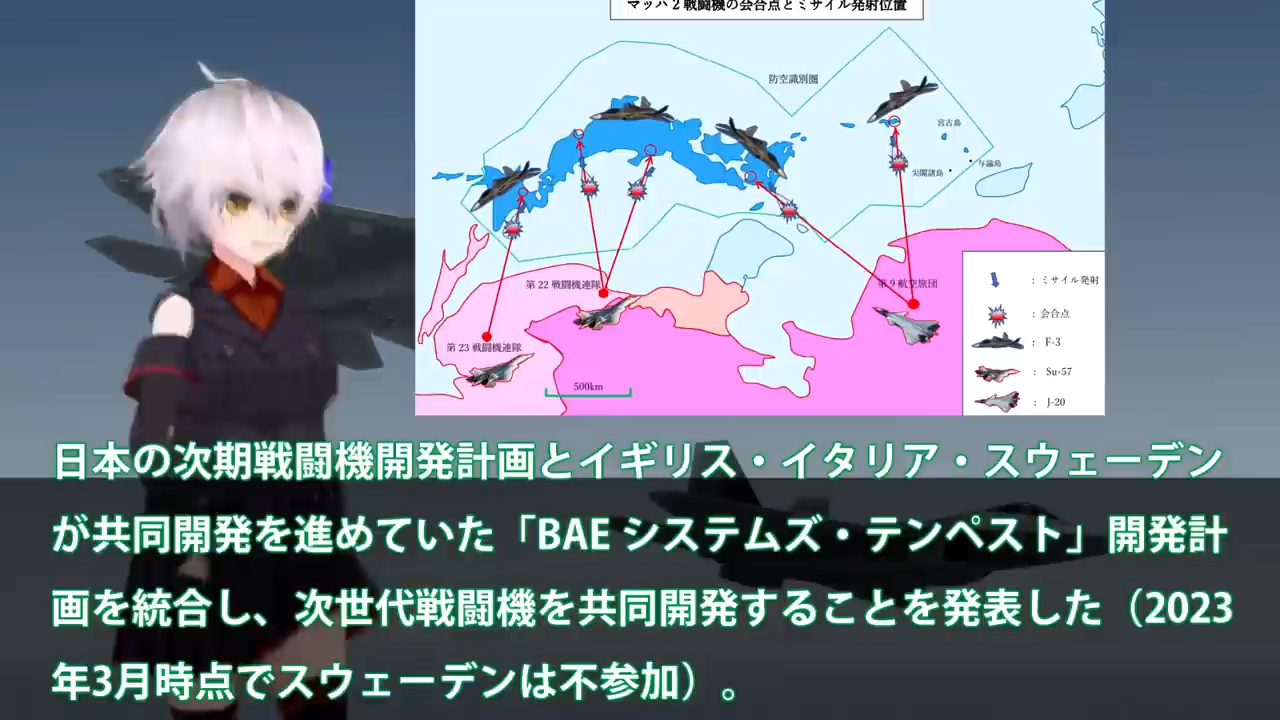 マッハ2戦闘機の会合点とミサイル発射位置
防空識別圏
宮古島
与論島
尖閣諸島
第22戦闘機連隊
第9航空旅団
第23戦闘機連隊
500km
：ミサイル発射
：会合点
：F-3
：Su-57
：J-20
日本の次期戦闘機開発計画とイギリス・イタリア・スウェーデン
が共同開発を進めていた「BAEシステムズ・テンペスト」開発計
画を統合し、次世代戦闘機を共同開発することを発表した（2023
年3月時点でスウェーデンは不参加）。